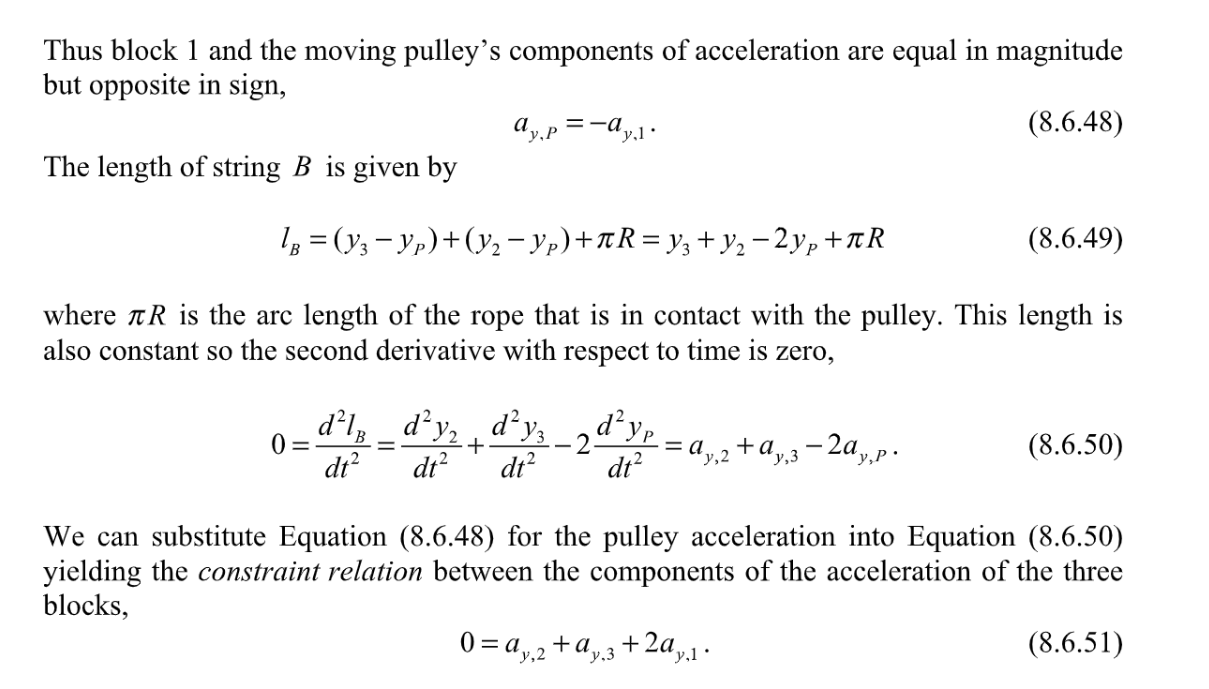 Thus block 1 and the moving pulley's components of acceleration are equal in magnitude
but opposite in sign,
a_{y,P} = −a_{y,1} . (8.6.48)
The length of string B is given by
l_B = (y_3 − y_P) + (y_2 − y_P) + πR = y_3 + y_2 − 2y_P + πR (8.6.49)
where πR is the arc length of the rope that is in contact with the pulley. This length is
also constant so the second derivative with respect to time is zero,
0 = \frac{d^2 l_B}{dt^2} = \frac{d^2 y_2}{dt^2} + \frac{d^2 y_3}{dt^2} − 2\frac{d^2 y_P}{dt^2} = a_{y,2} + a_{y,3} − 2a_{y,P} . (8.6.50)
We can substitute Equation (8.6.48) for the pulley acceleration into Equation (8.6.50)
yielding the constraint relation between the components of the acceleration of the three
blocks,
0 = a_{y,2} + a_{y,3} + 2a_{y,1} . (8.6.51)